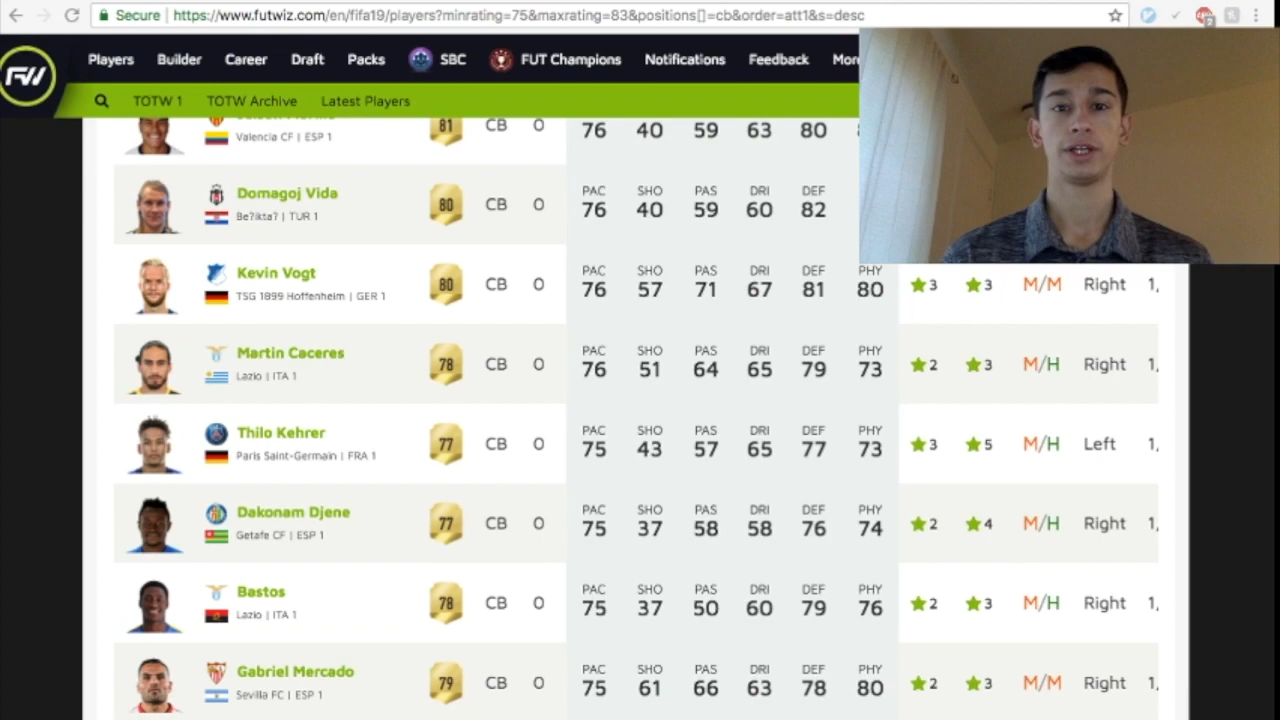 Secure | https://www.futwiz.com/en/fifa19/players?minrating=75&maxrating=83&positions[]=cb&order=att1&s=desc
FW Players Builder Career Draft Packs SBC FUT Champions Notifications Feedback
TOTW 1 TOTW Archive Latest Players
Valencia CF | ESP 1 81 CB 0 76 40 59 63 80
PAC SHO PAS DRI DEF
Domagoj Vida 80 CB 0 76 40 59 60 82
Be?ikta? | TUR 1
PAC SHO PAS DRI DEF PHY
Kevin Vogt 80 CB 0 76 57 71 67 81 80 3 3 M/M Right 1,
TSG 1899 Hoffenheim | GER 1
PAC SHO PAS DRI DEF PHY
Martin Caceres 78 CB 0 76 51 64 65 79 73 2 3 M/H Right 1,
Lazio | ITA 1
PAC SHO PAS DRI DEF PHY
Thilo Kehrer 77 CB 0 75 43 57 65 77 73 3 5 M/H Left 1,
Paris Saint-Germain | FRA 1
PAC SHO PAS DRI DEF PHY
Dakonam Djene 77 CB 0 75 37 58 58 76 74 2 4 M/H Right 1,
Getafe CF | ESP 1
PAC SHO PAS DRI DEF PHY
Bastos 78 CB 0 75 37 50 60 79 76 2 3 M/H Right 1,
Lazio | ITA 1
PAC SHO PAS DRI DEF PHY
Gabriel Mercado 79 CB 0 75 61 66 63 78 80 2 3 M/M Right 1,
Sevilla FC | ESP 1